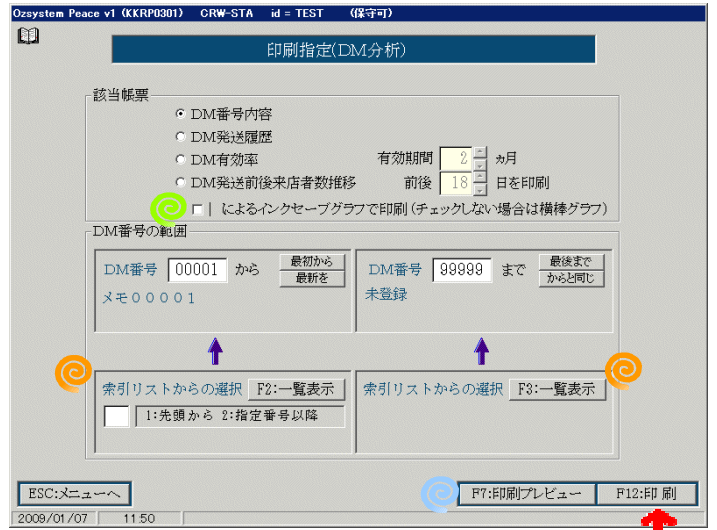 Ozsystem Peace v1 (KKRP0301) CRW-STA id = TEST (保守可)
印刷指定(DM分析)
該当帳票
DM番号内容
DM発送履歴
DM有効率 有効期間 2 ヵ月
DM発送前後来店者数推移 前後 18 日を印刷
| によるインクセーブグラフで印刷(チェックしない場合は横棒グラフ)
DM番号の範囲
DM番号 00001 から 最初から
最新を
メモ00001
DM番号 99999 まで 最後まで
からと同じ
未登録
索引リストからの選択 F2:一覧表示
1:先頭から 2:指定番号以降
索引リストからの選択 F3:一覧表示
ESC:メニューへ F7:印刷プレビュー F12:印 刷
2009/01/07 11:50